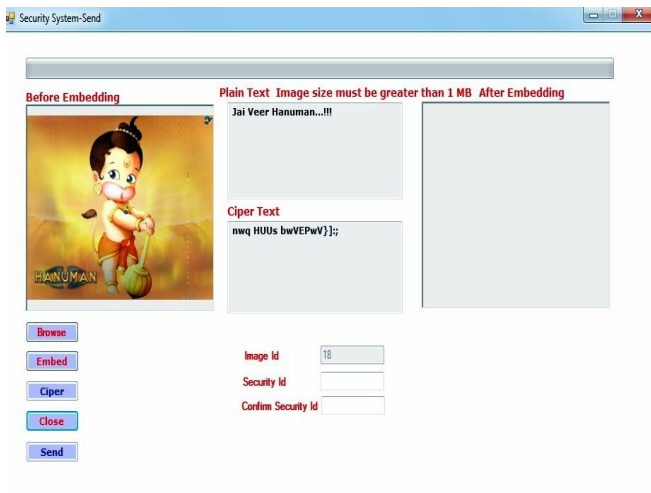 Security System-Send
Before Embedding
Plain Text Image size must be greater than 1 MB After Embedding
Jai Veer Hanuman...!!!
HANUMAN
Ciper Text
nwq HUUs bwVEPwV}]:;
Browse
Embed
Ciper
Close
Send
Image Id 18
Security Id
Confirm Security Id